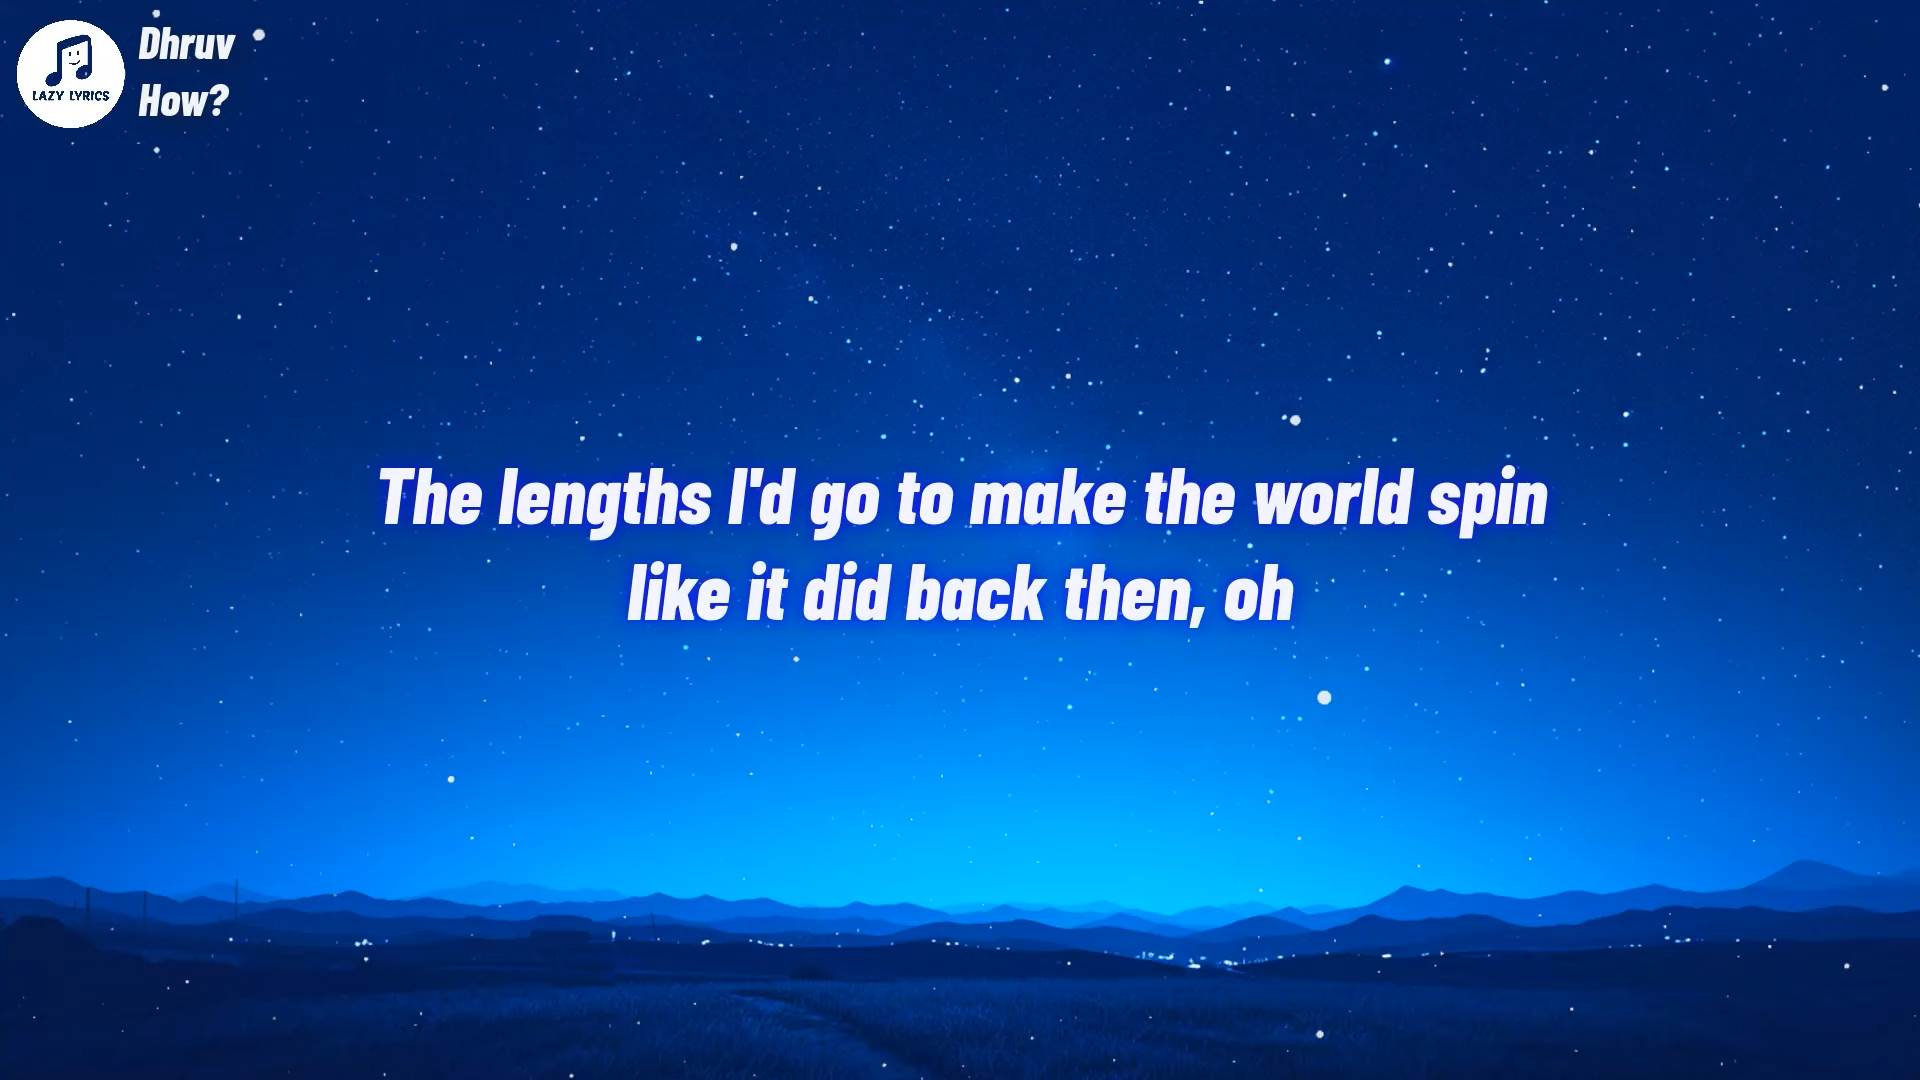 Dhruv
How?
LAZY LYRICS
The lengths I'd go to make the world spin
like it did back then, oh